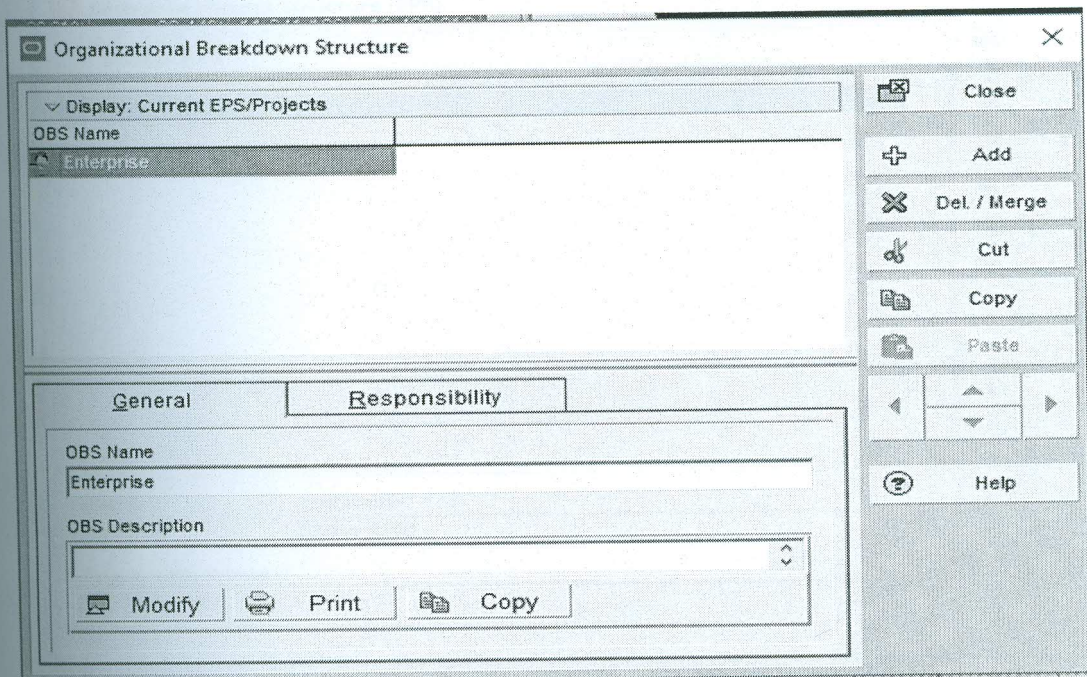 Organizational Breakdown Structure
Display: Current EPS/Projects
OBS Name
Enterprise
Close
Add
Del. / Merge
Cut
Copy
Paste
Help
General
Responsibility
OBS Name
Enterprise
OBS Description
Modify
Print
Copy